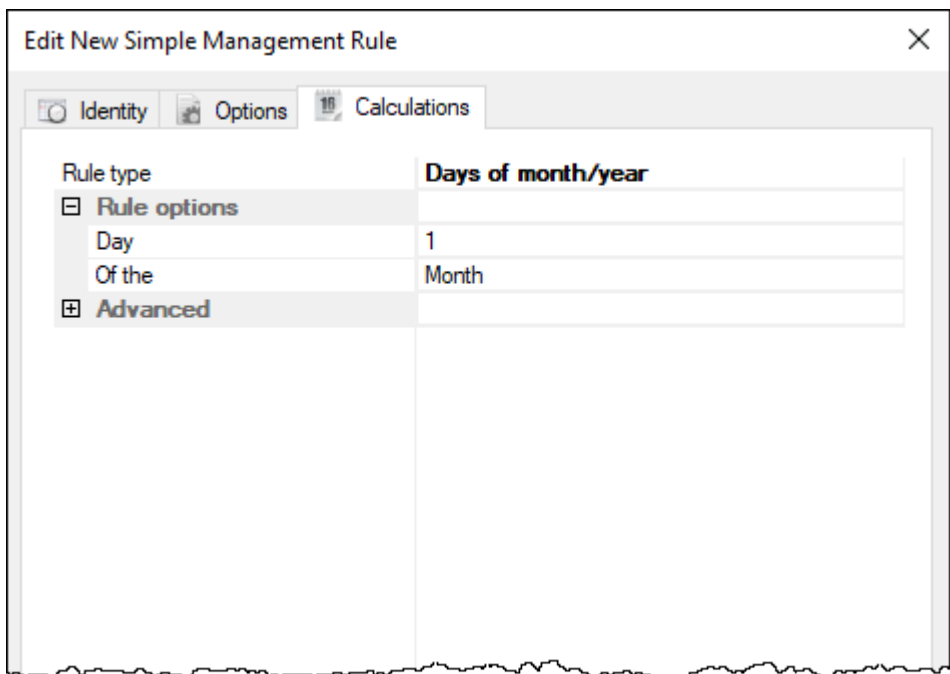 Edit New Simple Management Rule
Identity Options 16 Calculations
Rule type Days of month/year
Rule options
Day 1
Of the Month
Advanced